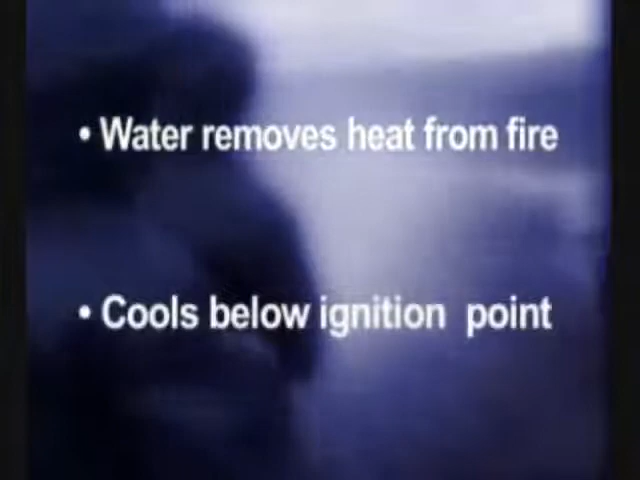 • Water removes heat from fire
• Cools below ignition point